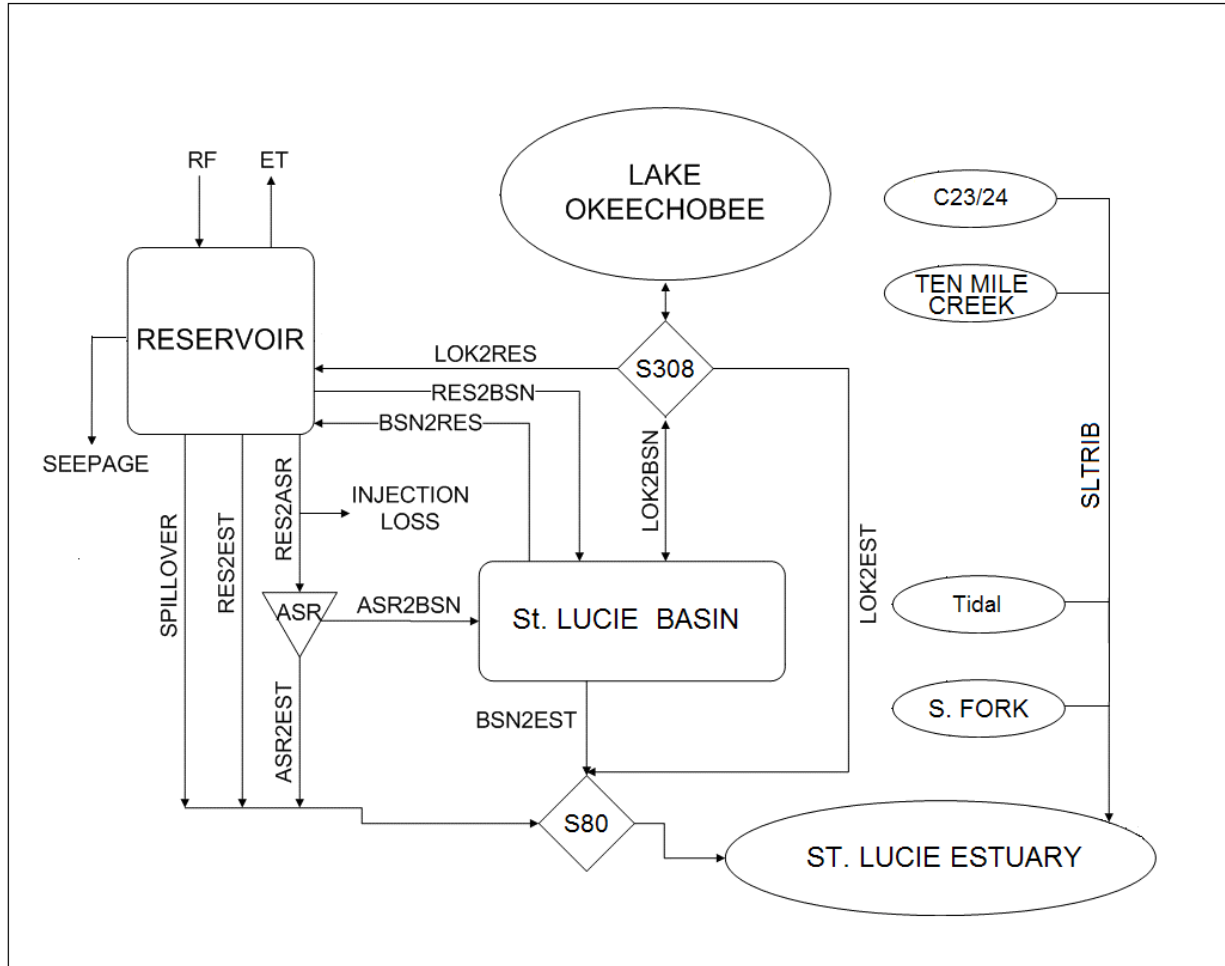 RF
ET
LAKE
OKEECHOBEE
C23/24
TEN MILE
CREEK
RESERVOIR
LOK2RES
S308
RES2BSN
BSN2RES
SEEPAGE
SPILLOVER
RES2EST
RES2ASR
INJECTION
LOSS
LOK2BSN
LOK2EST
SLTRIB
ASR
ASR2BSN
St. LUCIE BASIN
Tidal
ASR2EST
BSN2EST
S. FORK
S80
ST. LUCIE ESTUARY